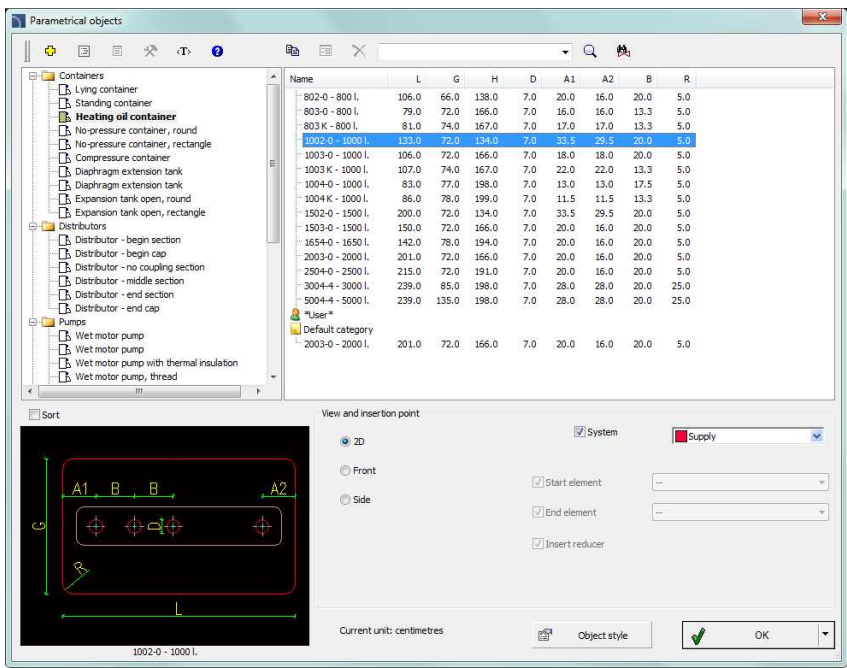 Parametrical objects
‹T›
Containers
Lying container
Standing container
Heating oil container
No-pressure container, round
No-pressure container, rectangle
Compressure container
Diaphragm extension tank
Diaphragm extension tank
Expansion tank open, round
Expansion tank open, rectangle
Distributors
Distributor - begin section
Distributor - begin cap
Distributor - no coupling section
Distributor - middle section
Distributor - end section
Distributor - end cap
Pumps
Wet motor pump
Wet motor pump
Wet motor pump with thermal insulation
Wet motor pump, thread
Name L G H D A1 A2 B R
802-0 - 800 l. 106.0 66.0 138.0 7.0 20.0 16.0 20.0 5.0
803-0 - 800 l. 79.0 72.0 166.0 7.0 16.0 16.0 13.3 5.0
803 K - 800 l. 81.0 74.0 167.0 7.0 17.0 17.0 13.3 5.0
1002-0 - 1000 l. 133.0 72.0 134.0 7.0 33.5 29.5 20.0 5.0
1003-0 - 1000 l. 106.0 72.0 166.0 7.0 18.0 18.0 20.0 5.0
1003 K - 1000 l. 107.0 74.0 167.0 7.0 22.0 22.0 13.3 5.0
1004-0 - 1000 l. 83.0 77.0 198.0 7.0 13.0 13.0 17.5 5.0
1004 K - 1000 l. 86.0 78.0 199.0 7.0 11.5 11.5 13.3 5.0
1502-0 - 1500 l. 200.0 72.0 134.0 7.0 33.5 29.5 20.0 5.0
1503-0 - 1500 l. 150.0 72.0 166.0 7.0 20.0 16.0 20.0 5.0
1654-0 - 1650 l. 142.0 78.0 194.0 7.0 20.0 16.0 20.0 5.0
2003-0 - 2000 l. 201.0 72.0 166.0 7.0 20.0 16.0 20.0 5.0
2504-0 - 2500 l. 215.0 72.0 191.0 7.0 20.0 16.0 20.0 5.0
3004-4 - 3000 l. 239.0 85.0 198.0 7.0 28.0 28.0 20.0 25.0
5004-4 - 5000 l. 239.0 135.0 198.0 7.0 28.0 28.0 20.0 25.0
*User*
Default category
2003-0 - 2000 l. 201.0 72.0 166.0 7.0 20.0 16.0 20.0 5.0
Sort
A1 B B A2
G D
R
L
1002-0 - 1000 l.
View and insertion point
2D
Front
Side
System Supply
Start element --
End element --
Insert reducer
Current unit: centimetres
Object style
OK